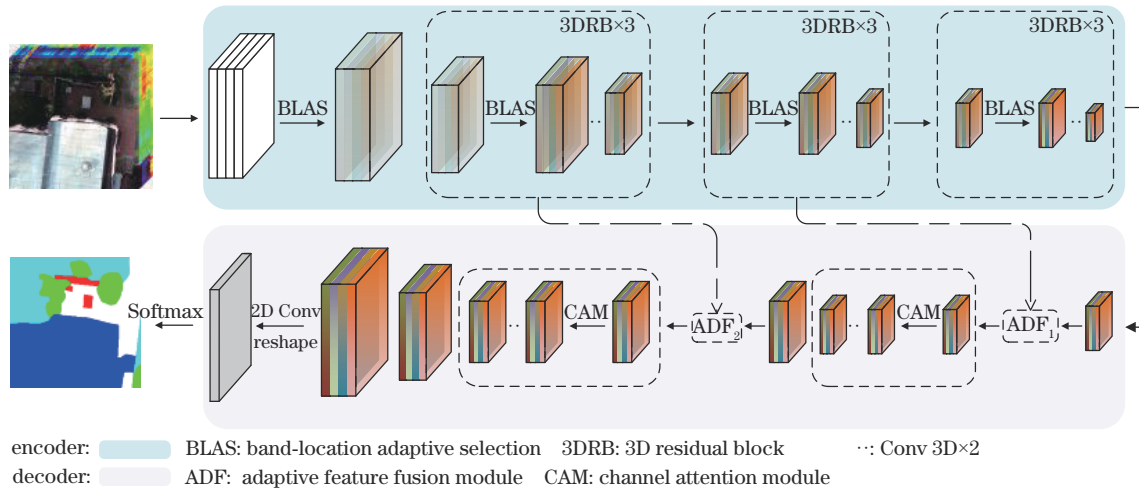 3DRB×3 3DRB×3 3DRB×3
BLAS BLAS BLAS BLAS
Softmax 2D Conv reshape CAM ADF₂ CAM ADF₁
encoder: BLAS: band-location adaptive selection 3DRB: 3D residual block ··: Conv 3D×2
decoder: ADF: adaptive feature fusion module CAM: channel attention module